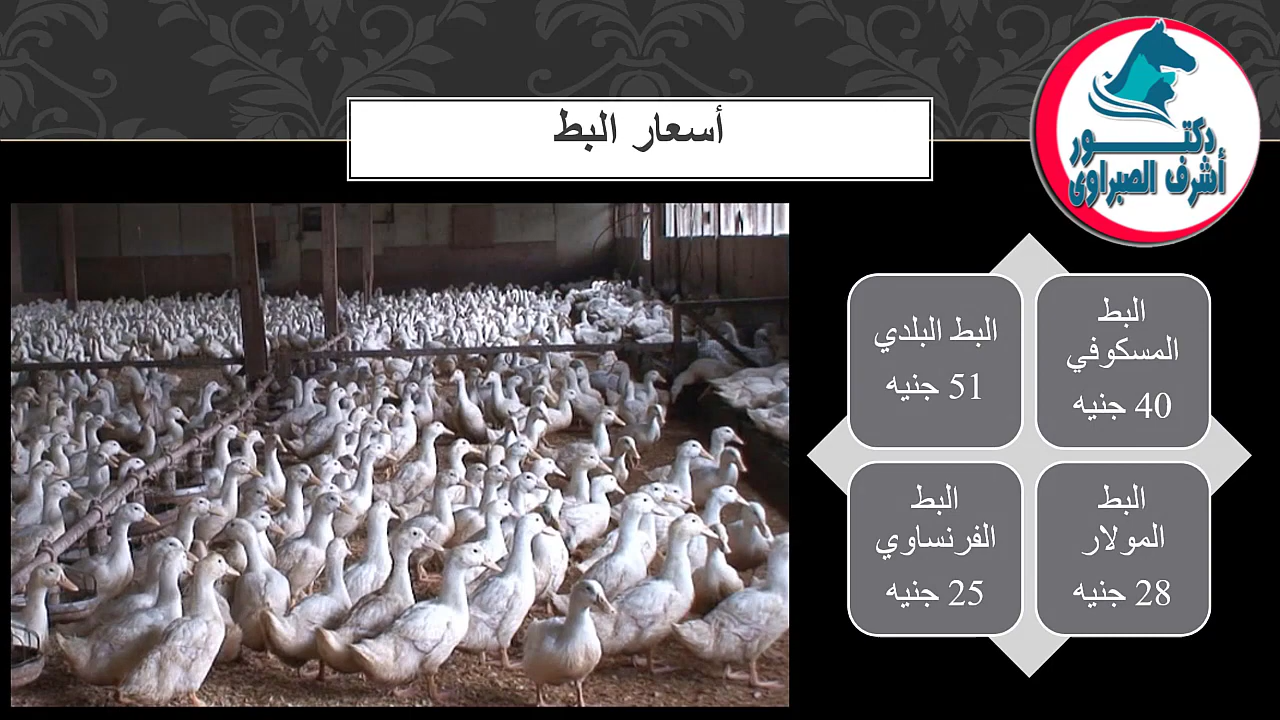 أسعار البط
دكتــور
أشرف الصبراوى
البط
المسكوفي
40 جنيه
البط البلدي
51 جنيه
البط
المولار
28 جنيه
البط
الفرنساوي
25 جنيه